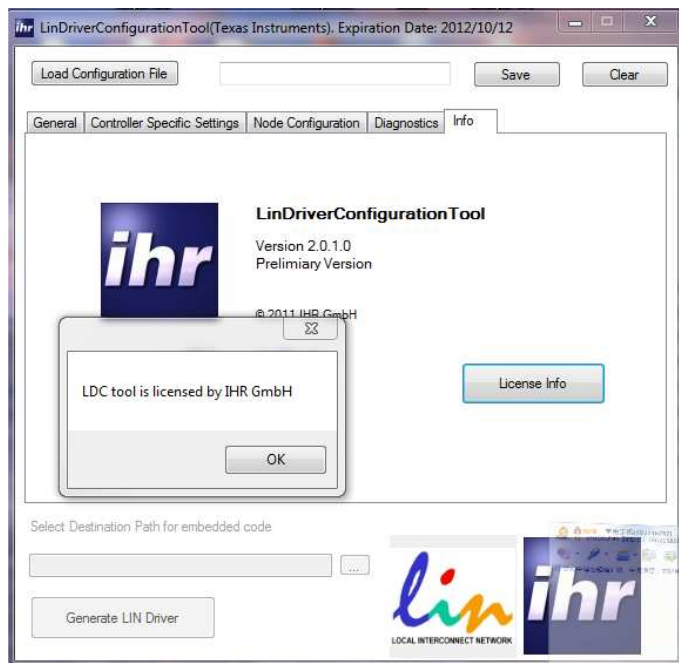 ihr LinDriverConfigurationTool(Texas Instruments). Expiration Date: 2012/10/12
Load Configuration File
Save
Clear
General
Controller Specific Settings
Node Configuration
Diagnostics
Info
ihr
LinDriverConfigurationTool
Version 2.0.1.0
Prelimiary Version
© 2011 IHR GmbH
LDC tool is licensed by IHR GmbH
OK
License Info
Select Destination Path for embedded code
...
Generate LIN Driver
lin
LOCAL INTERCONNECT NETWORK
ihr